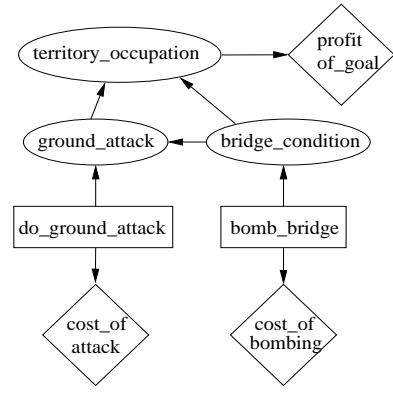 territory_occupation
profit
of_goal
ground_attack
bridge_condition
do_ground_attack
bomb_bridge
cost_of
attack
cost_of
bombing